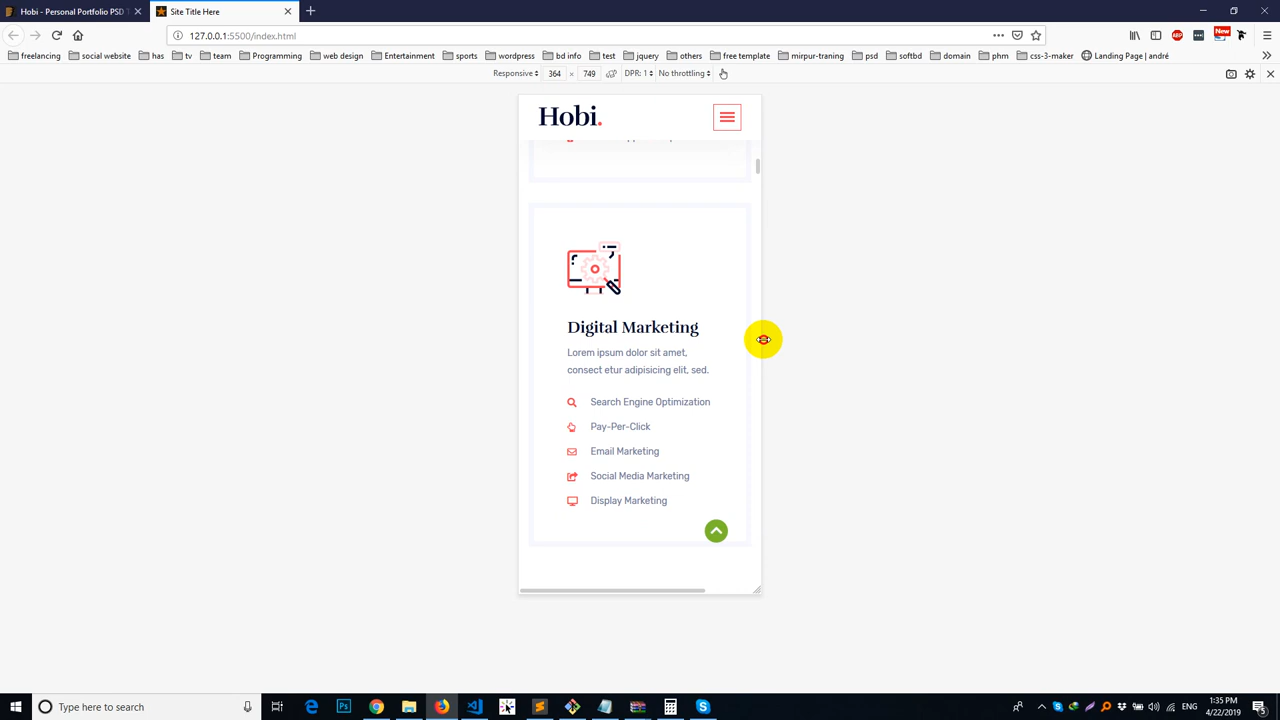 Hobi - Personal Portfolio PSD T
Site Title Here
127.0.0.1:5500/index.html
New
freelancing
social website
has
tv
team
Programming
web design
Entertainment
sports
wordpress
bd info
test
jquery
others
free template
mirpur-traning
psd
softbd
domain
phm
css-3-maker
Landing Page | andré
Responsive
364 × 749
DPR: 1
No throttling
Hobi.
Digital Marketing
Lorem ipsum dolor sit amet,
consect etur adipisicing elit, sed.
Search Engine Optimization
Pay-Per-Click
Email Marketing
Social Media Marketing
Display Marketing
Type here to search
ENG
1:35 PM
4/22/2019
5